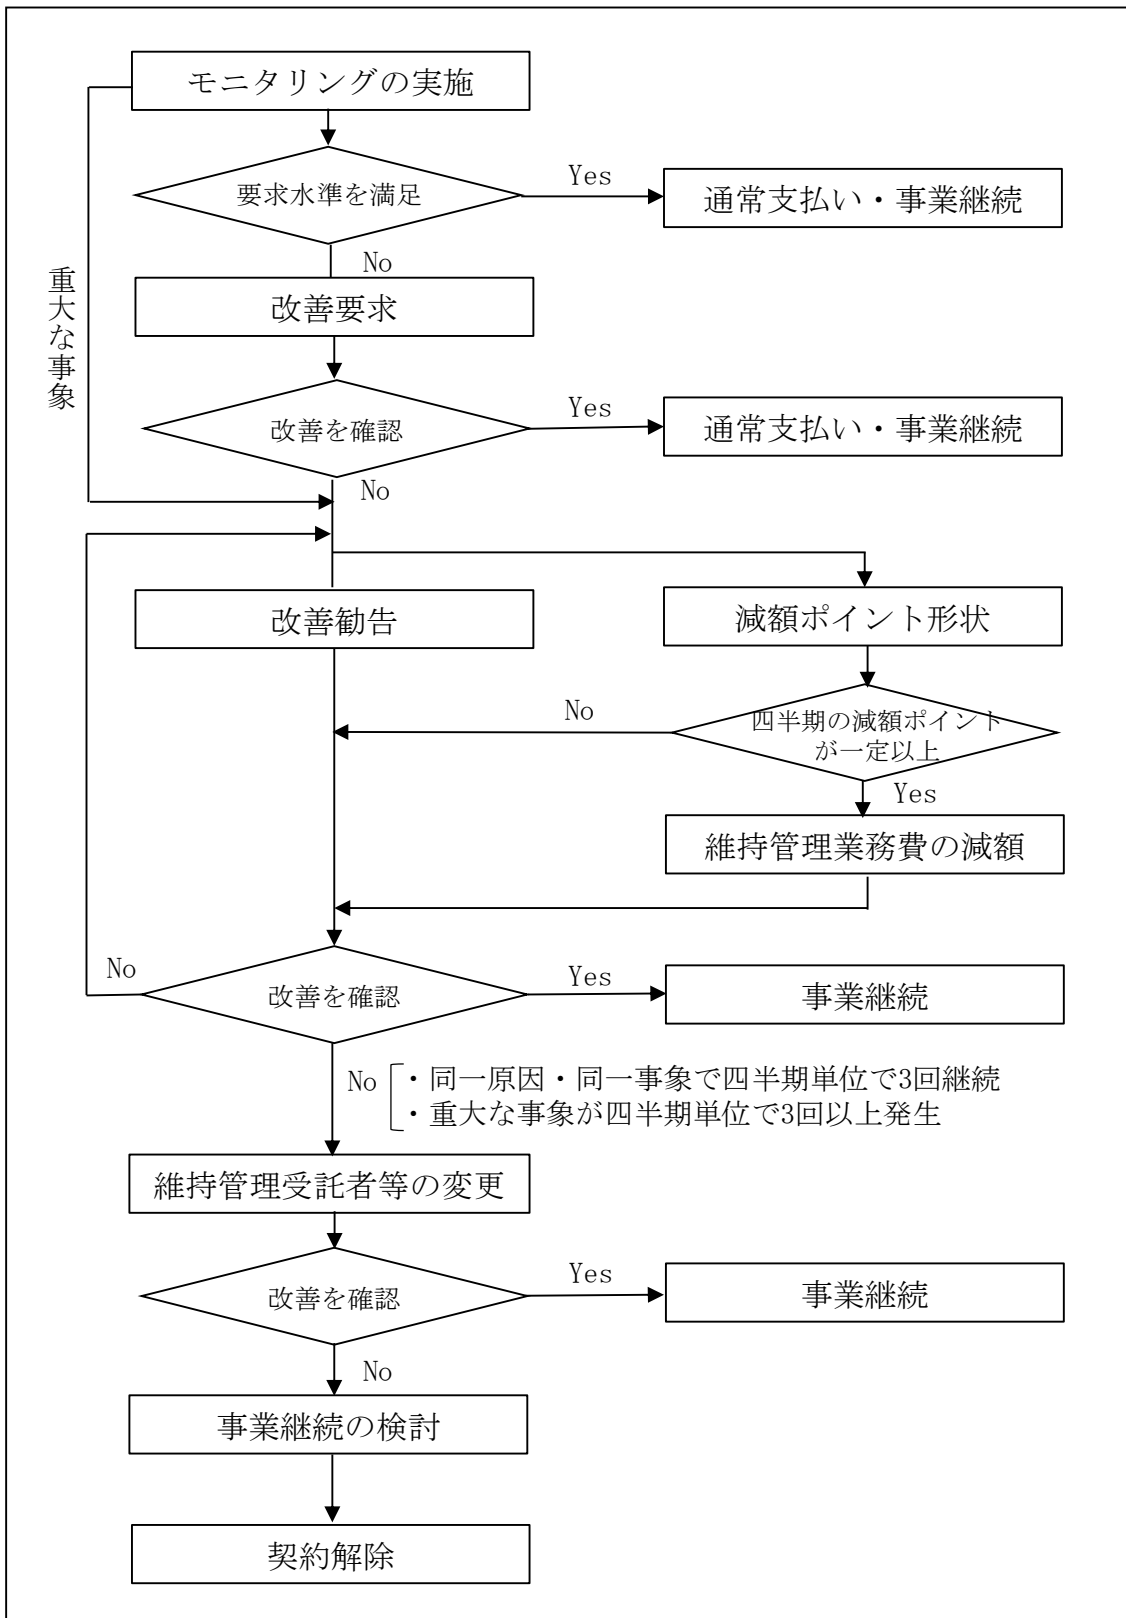 モニタリングの実施
要求水準を満足
Yes
通常支払い・事業継続
No
重大な事象
改善要求
改善を確認
Yes
通常支払い・事業継続
No
改善勧告
減額ポイント形状
No
四半期の減額ポイント
が一定以上
Yes
維持管理業務費の減額
No
改善を確認
Yes
事業継続
No
・同一原因・同一事象で四半期単位で3回継続
・重大な事象が四半期単位で3回以上発生
維持管理受託者等の変更
改善を確認
Yes
事業継続
No
事業継続の検討
契約解除